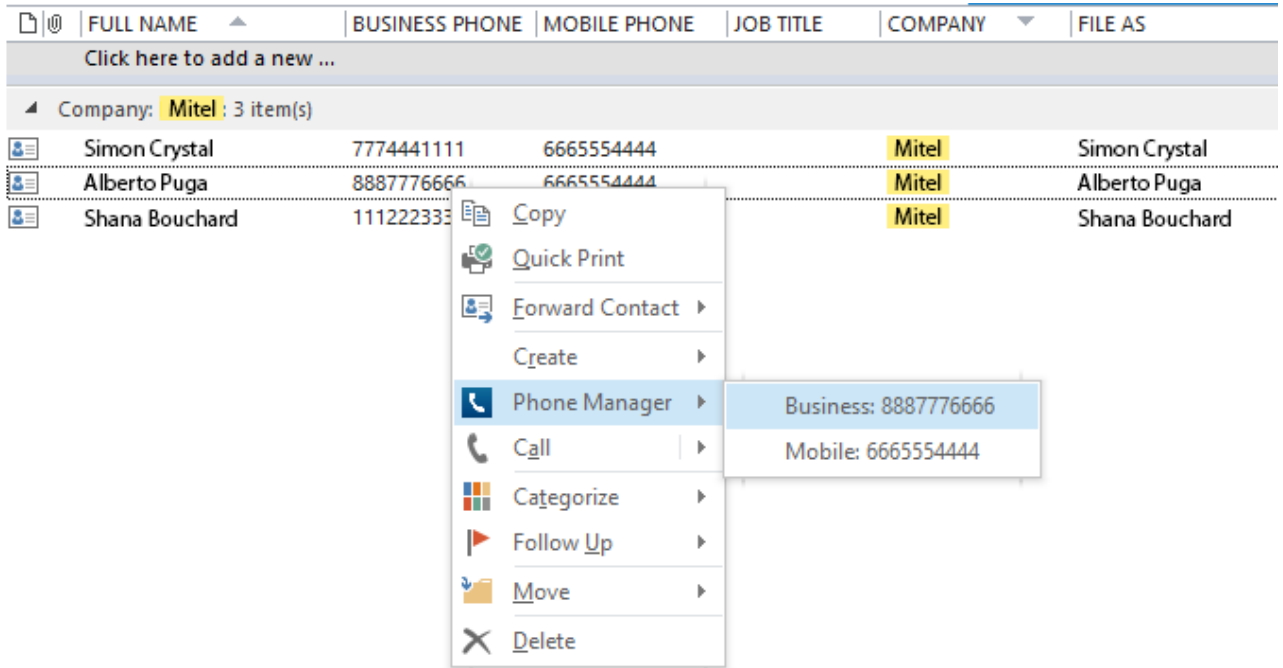 FULL NAME BUSINESS PHONE MOBILE PHONE JOB TITLE COMPANY FILE AS
Click here to add a new ...
Company: Mitel : 3 item(s)
Simon Crystal 7774441111 6665554444 Mitel Simon Crystal
Alberto Puga 8887776666 6665554444 Mitel Alberto Puga
Shana Bouchard 111222333 Mitel Shana Bouchard
Copy
Quick Print
Forward Contact
Create
Phone Manager
Business: 8887776666
Call
Mobile: 6665554444
Categorize
Follow Up
Move
Delete